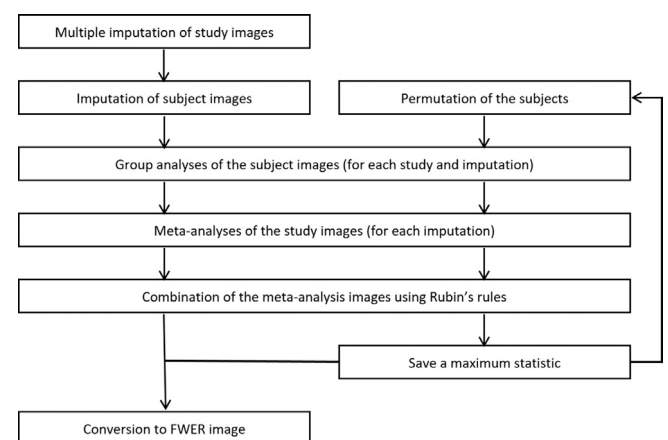 Multiple imputation of study images
Imputation of subject images
Permutation of the subjects
Group analyses of the subject images (for each study and imputation)
Meta-analyses of the study images (for each imputation)
Combination of the meta-analysis images using Rubin's rules
Save a maximum statistic
Conversion to FWER image